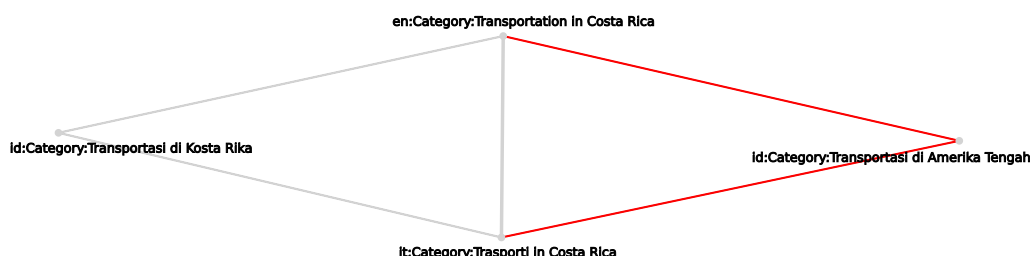 en:Category:Transportation in Costa Rica
id:Category:Transportasi di Kosta Rika
id:Category:Transportasi di Amerika Tengah
it:Category:Trasporti in Costa Rica